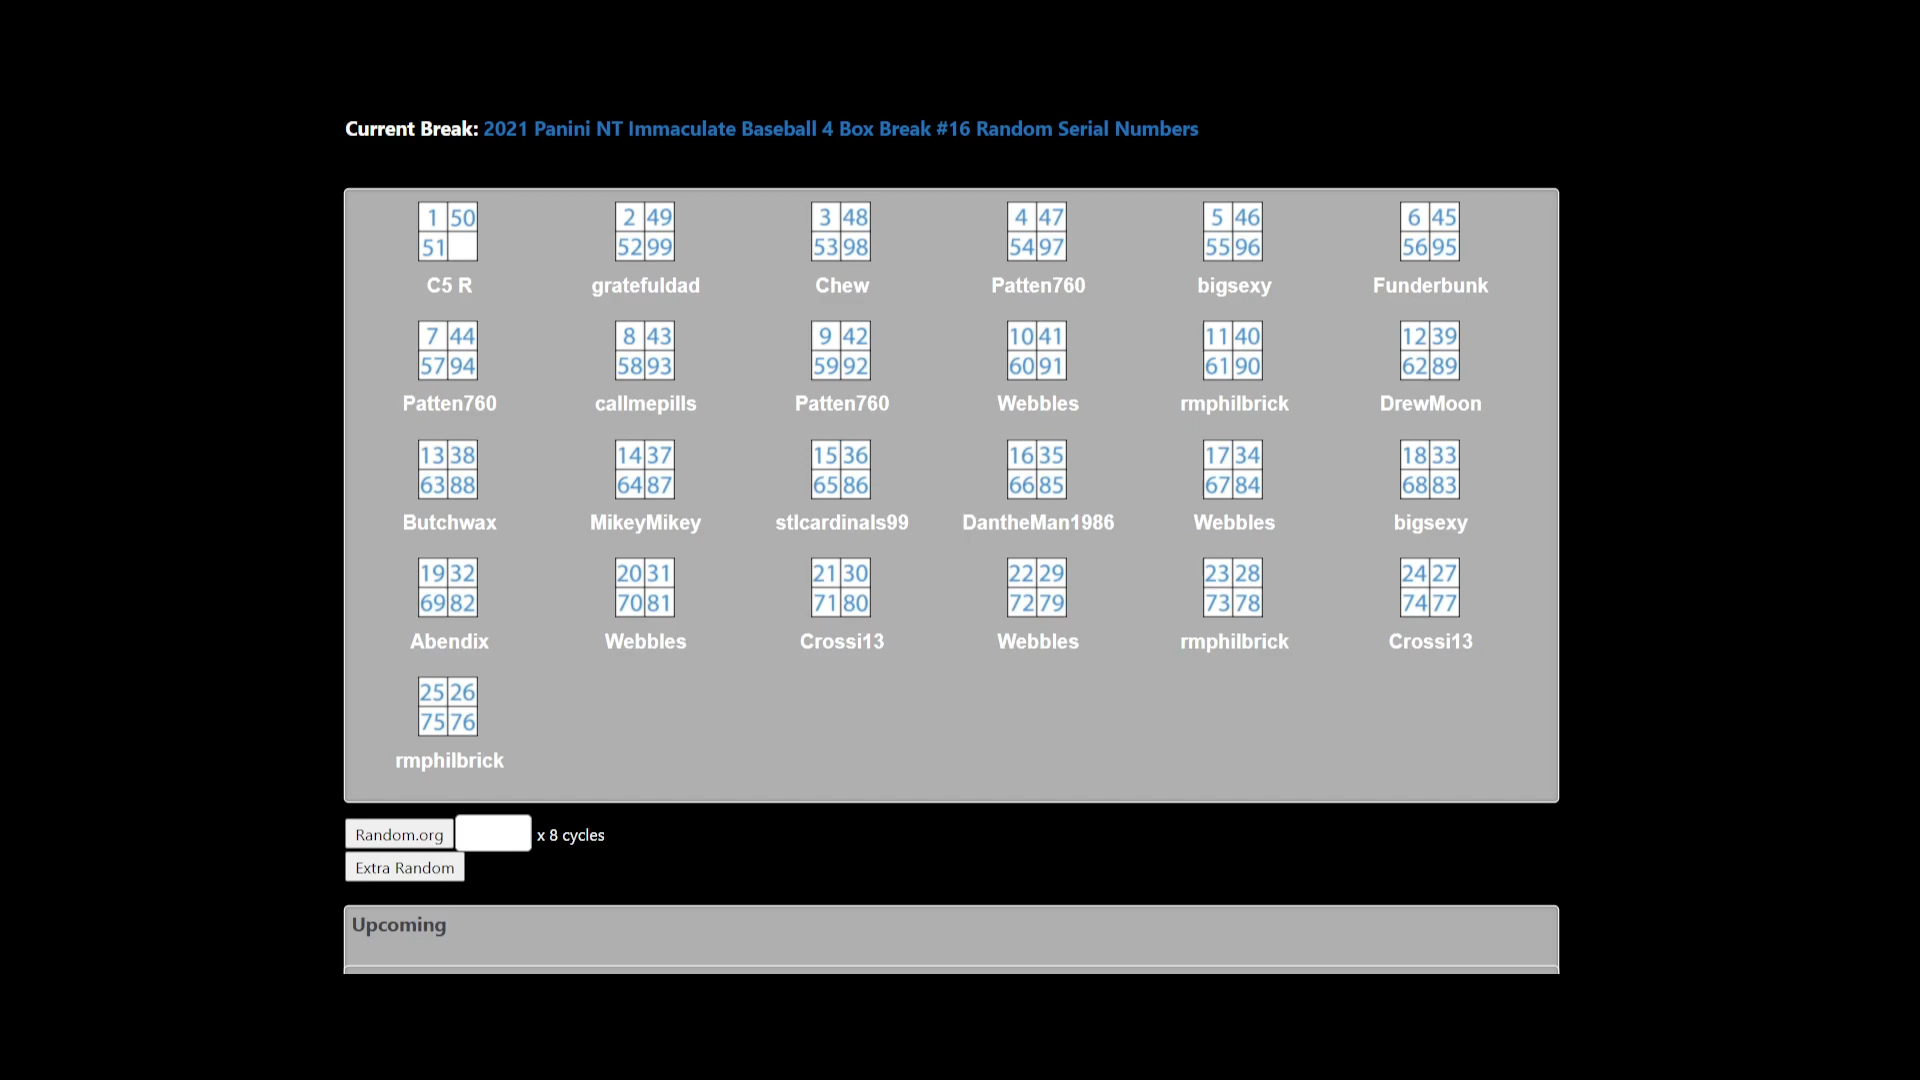 Current Break: 2021 Panini NT Immaculate Baseball 4 Box Break #16 Random Serial Numbers
1 50 2 49 3 48 4 47 5 46 6 45
51 52 99 53 98 54 97 55 96 56 95
C5 R gratefuldad Chew Patten760 bigsexy Funderbunk
7 44 8 43 9 42 10 41 11 40 12 39
57 94 58 93 59 92 60 91 61 90 62 89
Patten760 callmepills Patten760 Webbles rmphilbrick DrewMoon
13 38 14 37 15 36 16 35 17 34 18 33
63 88 64 87 65 86 66 85 67 84 68 83
Butchwax MikeyMikey stlcardinals99 DantheMan1986 Webbles bigsexy
19 32 20 31 21 30 22 29 23 28 24 27
69 82 70 81 71 80 72 79 73 78 74 77
Abendix Webbles Crossi13 Webbles rmphilbrick Crossi13
25 26
75 76
rmphilbrick
Random.org x 8 cycles
Extra Random
Upcoming